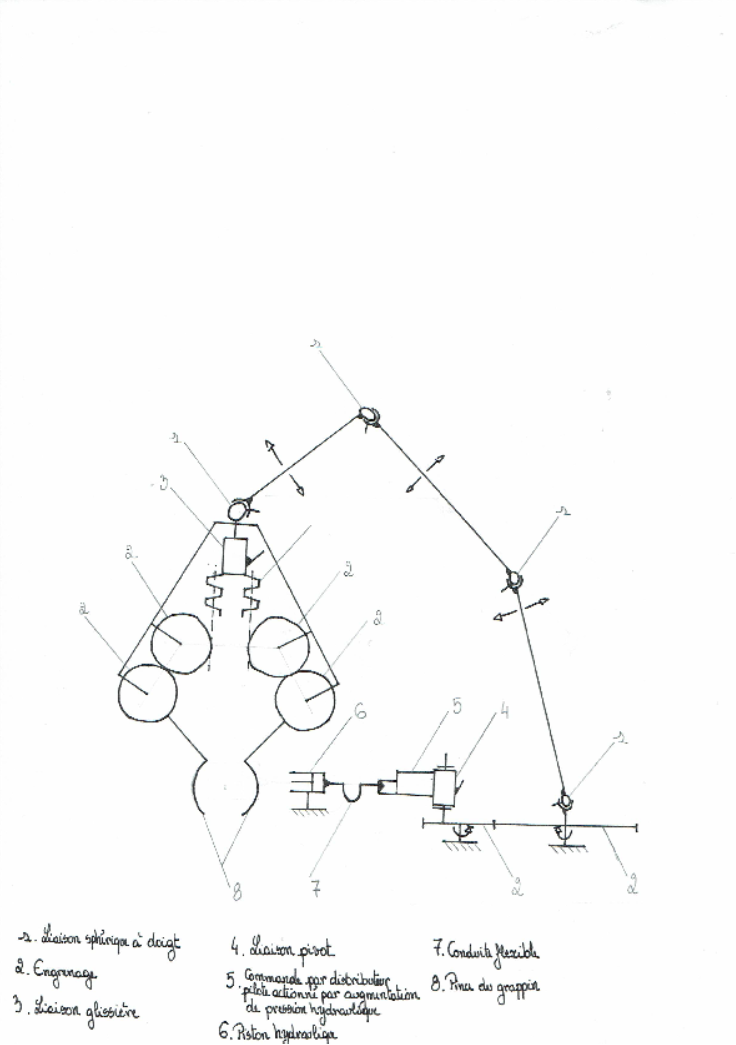 1
1
3
1
2
2
2
2
6
5
4
1
8
7
2
2
1. Liaison sphérique à doigt
2. Engrenage
3. Liaison glissière
4. Liaison pivot
5. Commande par distributeur
pilote actionné par augmentation
de pression hydraulique
6. Piston hydraulique
7. Conduite flexible
8. Pince du grappin